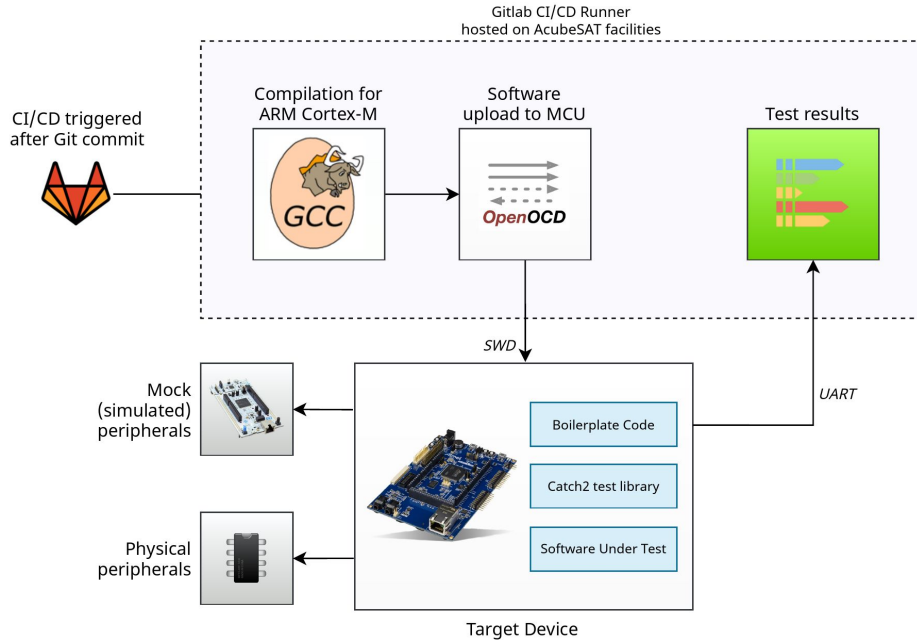 Gitlab CI/CD Runner
hosted on AcubeSAT facilities
CI/CD triggered
after Git commit
Compilation for
ARM Cortex-M
GCC
Software
upload to MCU
OpenOCD
Test results
SWD
UART
Mock
(simulated)
peripherals
Physical
peripherals
Boilerplate Code
Catch2 test library
Software Under Test
Target Device